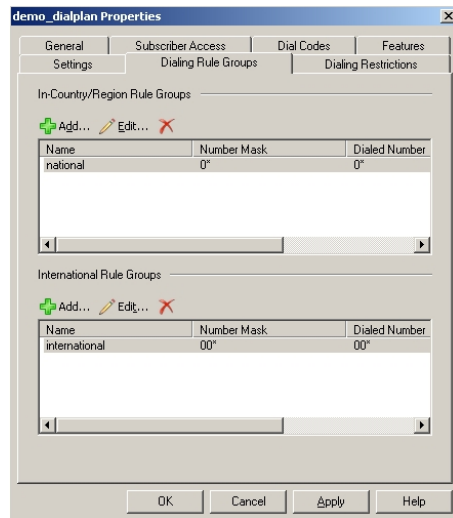 demo_dialplan Properties
General Subscriber Access Dial Codes Features
Settings Dialing Rule Groups Dialing Restrictions
In-Country/Region Rule Groups
Add... Edit...
Name Number Mask Dialed Number
national 0* 0*
International Rule Groups
Add... Edit...
Name Number Mask Dialed Number
international 00* 00*
OK Cancel Apply Help